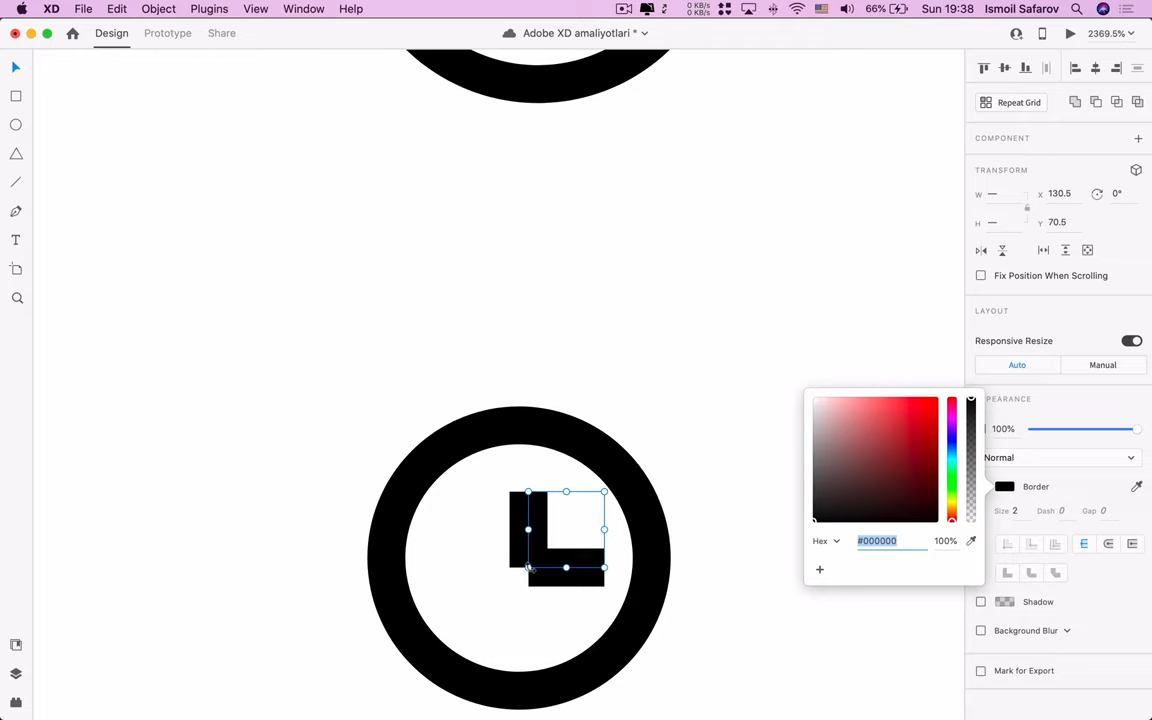 XD File Edit Object Plugins View Window Help 0 KB/s 0 KB/s 66% Sun 19:38 Ismoil Safarov
Design Prototype Share Adobe XD amaliyotlari * 2369.5%
Repeat Grid
COMPONENT
TRANSFORM
W — X 130.5 0°
H — Y 70.5
Fix Position When Scrolling
LAYOUT
Responsive Resize
Auto Manual
PEARANCE
100%
Normal
Border
Size 2 Dash 0 Gap 0
Hex #000000 100%
Shadow
Background Blur
Mark for Export
T